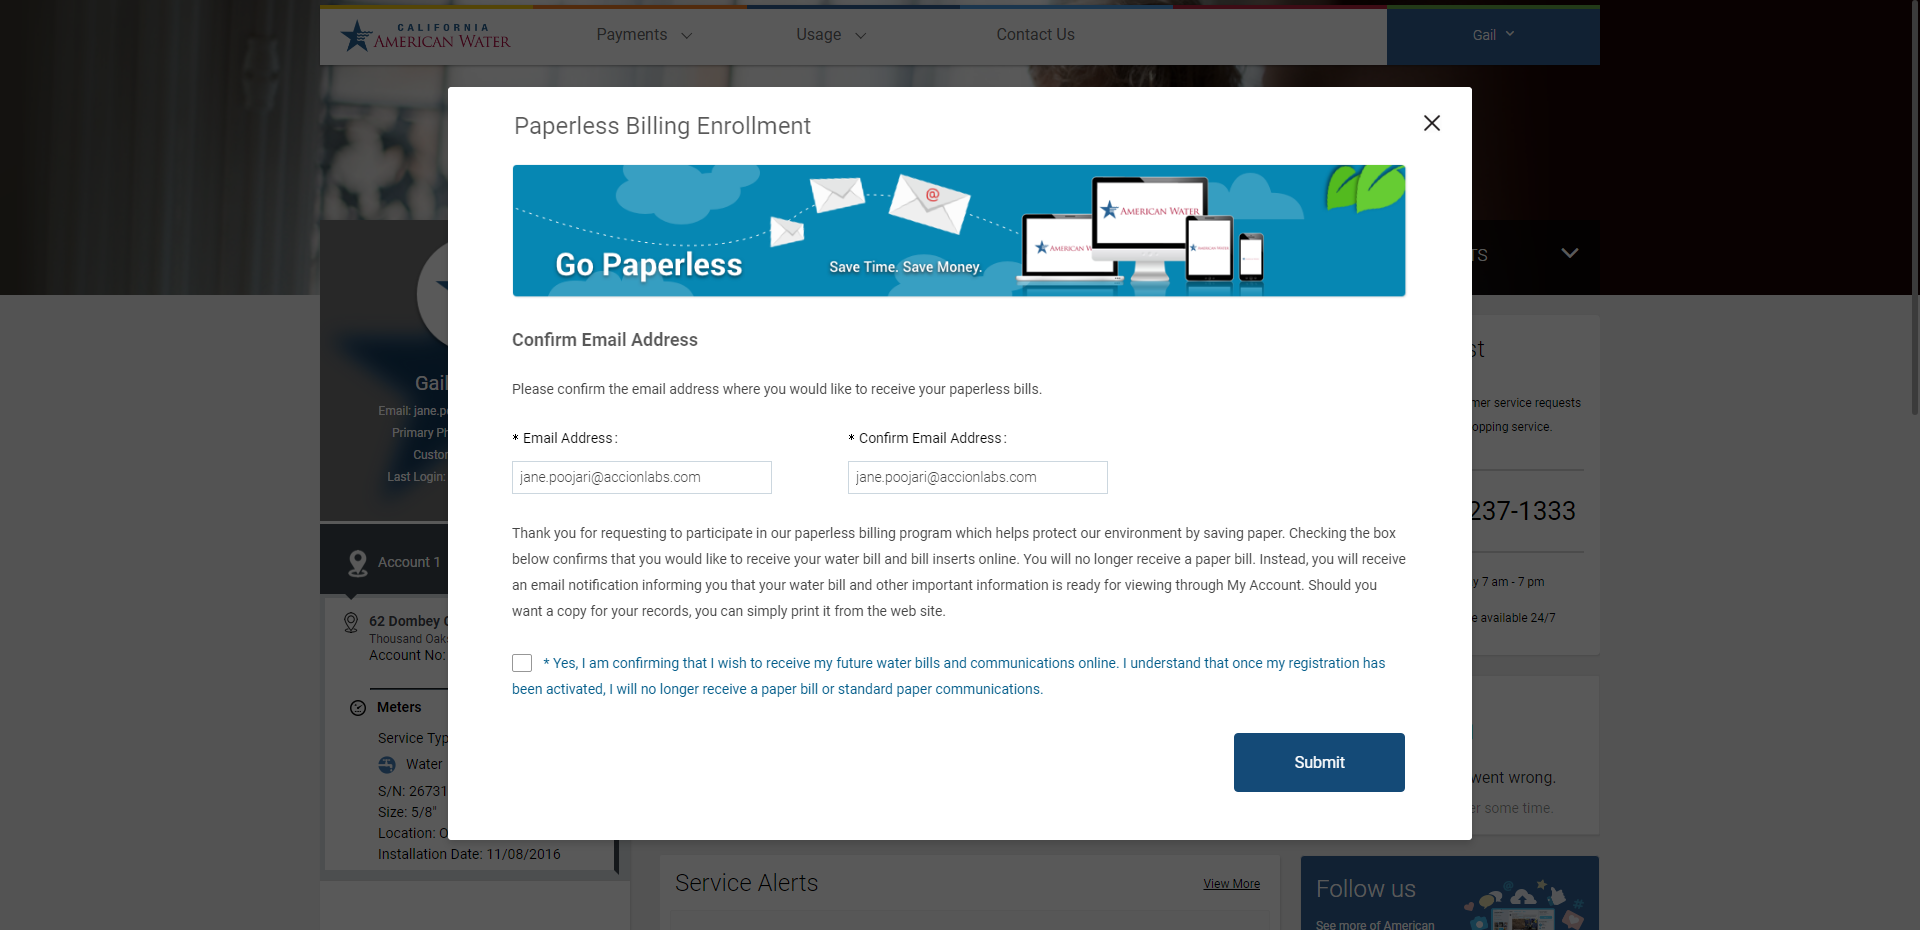 CALIFORNIA
AMERICAN WATER
Payments
Usage
Contact Us
Gail
Paperless Billing Enrollment
@
AMERICAN WATER
AMERICAN W
Go Paperless
Save Time. Save Money.
Confirm Email Address
Please confirm the email address where you would like to receive your paperless bills.
* Email Address:
* Confirm Email Address:
jane.poojari@accionlabs.com
jane.poojari@accionlabs.com
Thank you for requesting to participate in our paperless billing program which helps protect our environment by saving paper. Checking the box
below confirms that you would like to receive your water bill and bill inserts online. You will no longer receive a paper bill. Instead, you will receive
an email notification informing you that your water bill and other important information is ready for viewing through My Account. Should you
want a copy for your records, you can simply print it from the web site.
* Yes, I am confirming that I wish to receive my future water bills and communications online. I understand that once my registration has
been activated, I will no longer receive a paper bill or standard paper communications.
Submit
Gail
Email: jane.p
Primary Ph
Custor
Last Login:
Account 1
62 Dombey
Thousand Oak
Account No:
Meters
Service Typ
Water
S/N: 26731
Size: 5/8"
Location: O
Installation Date: 11/08/2016
TS
st
mer service requests
opping service.
237-1333
y 7 am - 7 pm
e available 24/7
went wrong.
er some time.
Service Alerts
View More
Follow us
See more of American